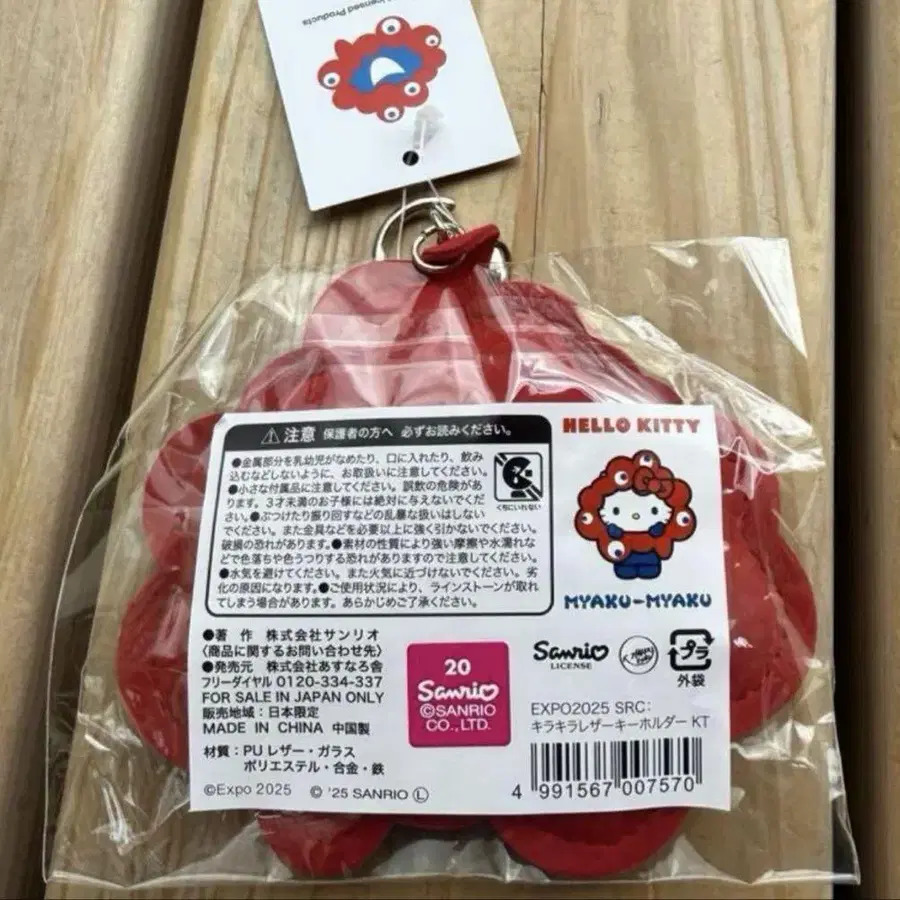 Licensed Products
⚠注意 保護者の方へ 必ずお読みください。
●金属部分を乳幼児がなめたり、口に入れたり、飲み
込むなどしないように、お取扱いに注意してください。
●小さな付属品に注意してください。誤飲の危険があ
ります。3才未満のお子様には絶対に与えないでくだ
さい。●ぶつけたり振り回すなどの乱暴な扱いはしない
でください。また金具などを必要以上に強く引かないでください。
破損の恐れがあります。●素材の性質により強い摩擦や水濡れな
どで色落ちや色うつりする恐れがありますので注意してください。
●水気を避けてください。また火気に近づけないでください。劣
化の原因になります。●ご使用状況により、ラインストーンが取れ
てしまう場合があります。あらかじめご了承ください。
くちにいれない
HELLO KITTY
MYAKU-MYAKU
●著 作 株式会社サンリオ
〈商品に関するお問い合わせ先〉
●発売元 株式会社あすなろ舎
フリーダイヤル 0120-334-337
FOR SALE IN JAPAN ONLY
販売地域:日本限定
MADE IN CHINA 中国製
材質:PUレザー・ガラス
ポリエステル・合金・鉄
©Expo 2025 © '25 SANRIO Ⓛ
20
Sanrio
©SANRIO
CO., LTD.
Sanrio
LICENSE
プラ
外袋
EXPO2025 SRC:
キラキラレザーキーホルダー KT
4 991567 007570